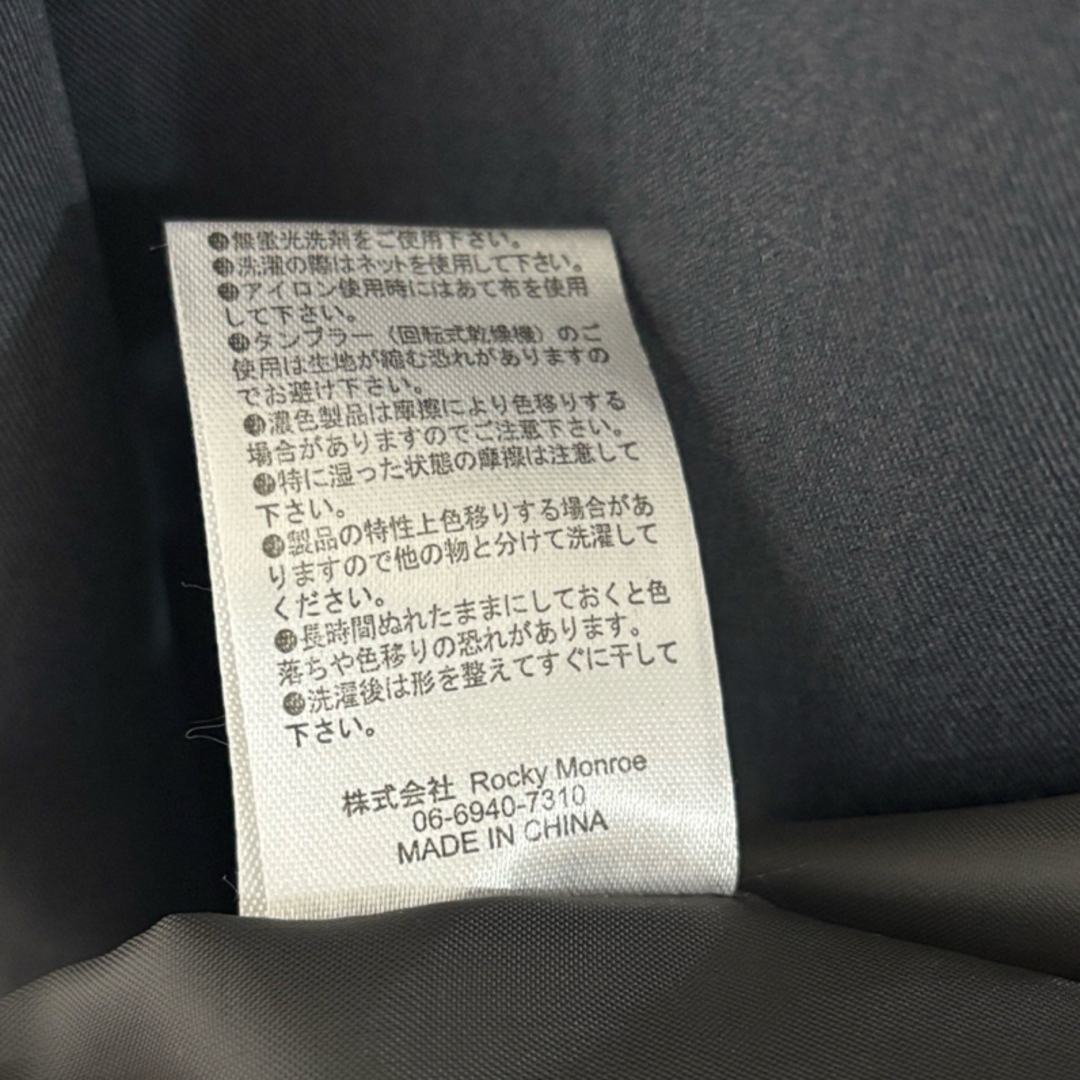 ●無蛍光洗剤をご使用下さい。
●洗濯の際はネットを使用して下さい。
●アイロン使用時にはあて布を使用
して下さい。
●タンブラー（回転式乾燥機）のご
使用は生地が縮む恐れがありますの
でお避け下さい。
●濃色製品は摩擦により色移りする
場合がありますのでご注意下さい。
●特に湿った状態の摩擦は注意して
下さい。
●製品の特性上色移りする場合があ
りますので他の物と分けて洗濯して
ください。
●長時間ぬれたままにしておくと色
落ちや色移りの恐れがあります。
●洗濯後は形を整えてすぐに干して
下さい。
株式会社 Rocky Monroe
06-6940-7310
MADE IN CHINA